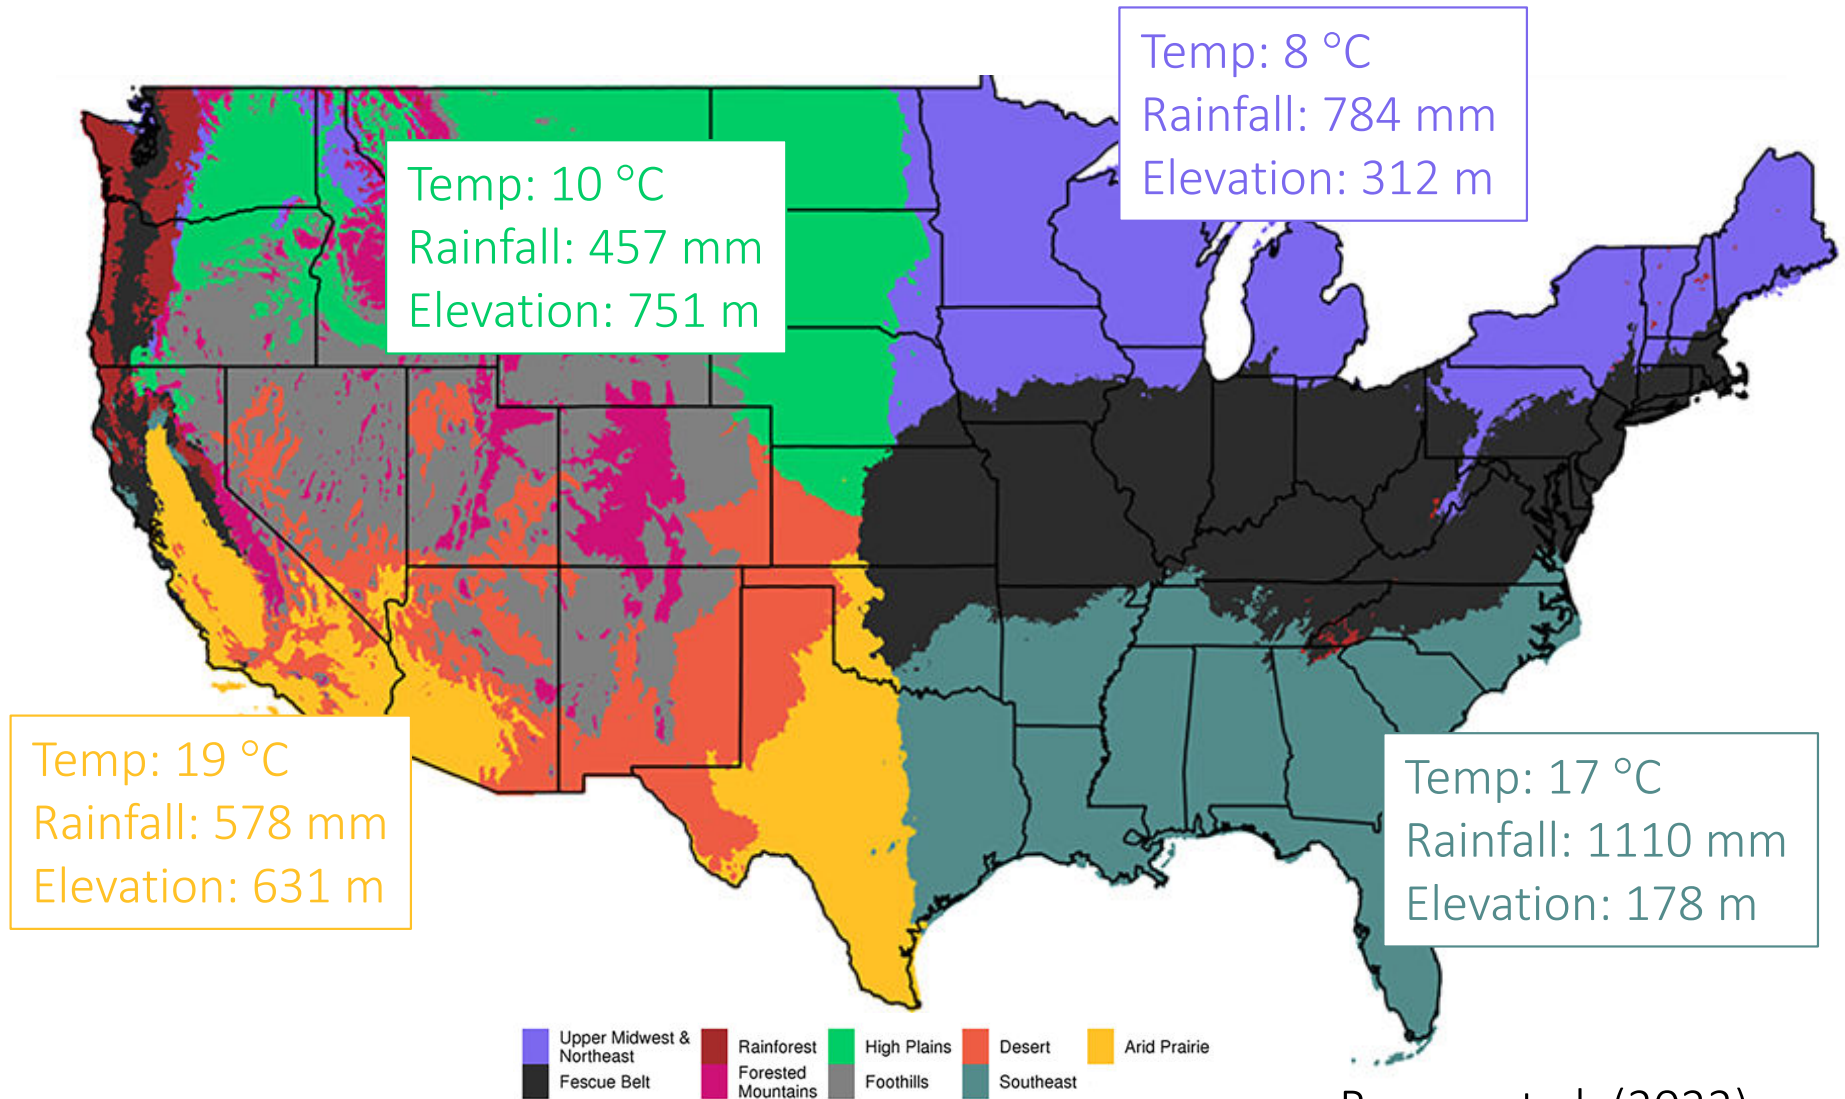 Temp: 8 °C
Rainfall: 784 mm
Elevation: 312 m
Temp: 10 °C
Rainfall: 457 mm
Elevation: 751 m
Temp: 19 °C
Rainfall: 578 mm
Elevation: 631 m
Temp: 17 °C
Rainfall: 1110 mm
Elevation: 178 m
Upper Midwest &
Northeast
Rainforest
High Plains
Desert
Arid Prairie
Fescue Belt
Forested
Mountains
Foothills
Southeast